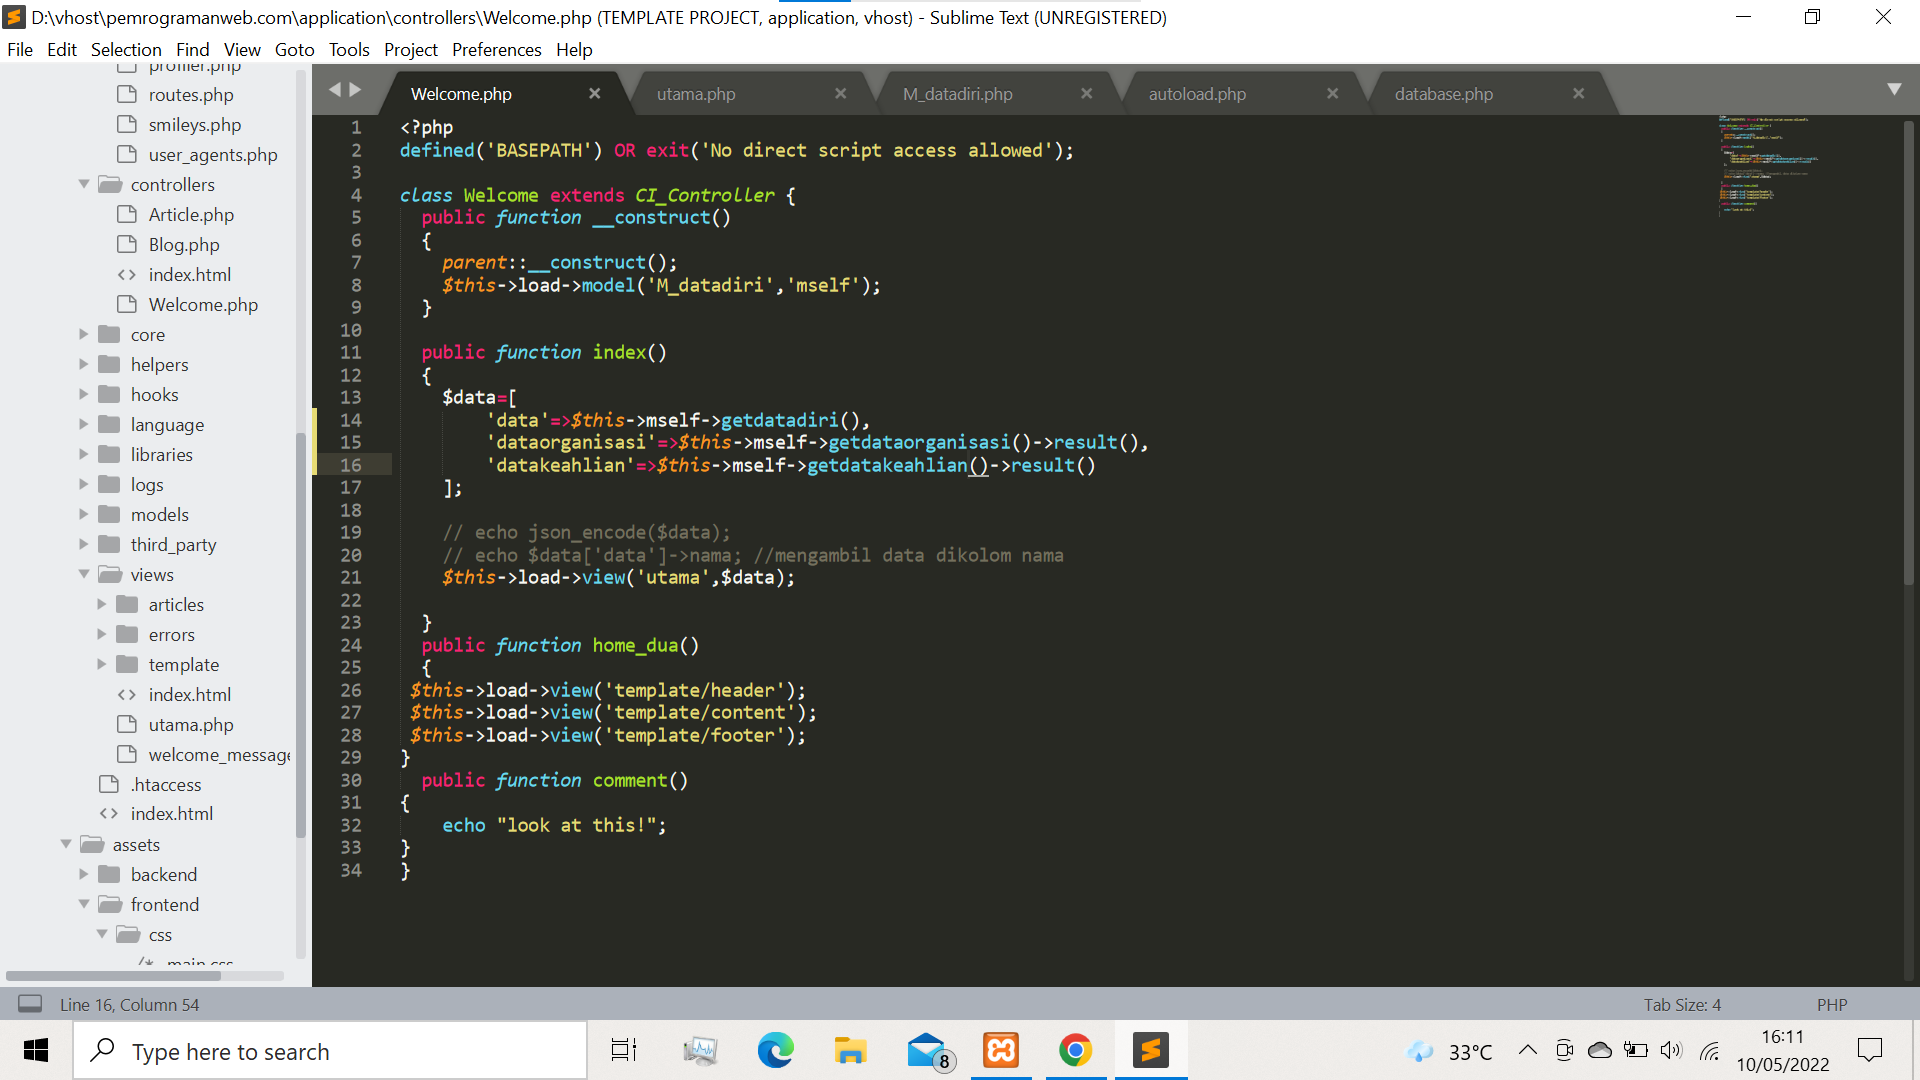 D:\vhost\pemrogramanweb.com\application\controllers\Welcome.php (TEMPLATE PROJECT, application, vhost) - Sublime Text (UNREGISTERED)
File Edit Selection Find View Goto Tools Project Preferences Help
profiler.php
routes.php
smileys.php
user_agents.php
controllers
Article.php
Blog.php
index.html
Welcome.php
core
helpers
hooks
language
libraries
logs
models
third_party
views
articles
errors
template
index.html
utama.php
welcome_message
.htaccess
index.html
assets
backend
frontend
css
main.css
Welcome.php utama.php M_datadiri.php autoload.php database.php
1 <?php
2 defined('BASEPATH') OR exit('No direct script access allowed');
3
4 class Welcome extends CI_Controller {
5 public function __construct()
6 {
7 parent::__construct();
8 $this->load->model('M_datadiri','mself');
9 }
10
11 public function index()
12 {
13 $data=[
14 'data'=>$this->mself->getdatadiri(),
15 'dataorganisasi'=>$this->mself->getdataorganisasi()->result(),
16 'datakeahlian'=>$this->mself->getdatakeahlian()->result()
17 ];
18
19 // echo json_encode($data);
20 // echo $data['data']->nama; //mengambil data dikolom nama
21 $this->load->view('utama',$data);
22
23 }
24 public function home_dua()
25 {
26 $this->load->view('template/header');
27 $this->load->view('template/content');
28 $this->load->view('template/footer');
29 }
30 public function comment()
31 {
32 echo "look at this!";
33 }
34 }
Line 16, Column 54 Tab Size: 4 PHP
Type here to search 8 33°C 16:11
10/05/2022